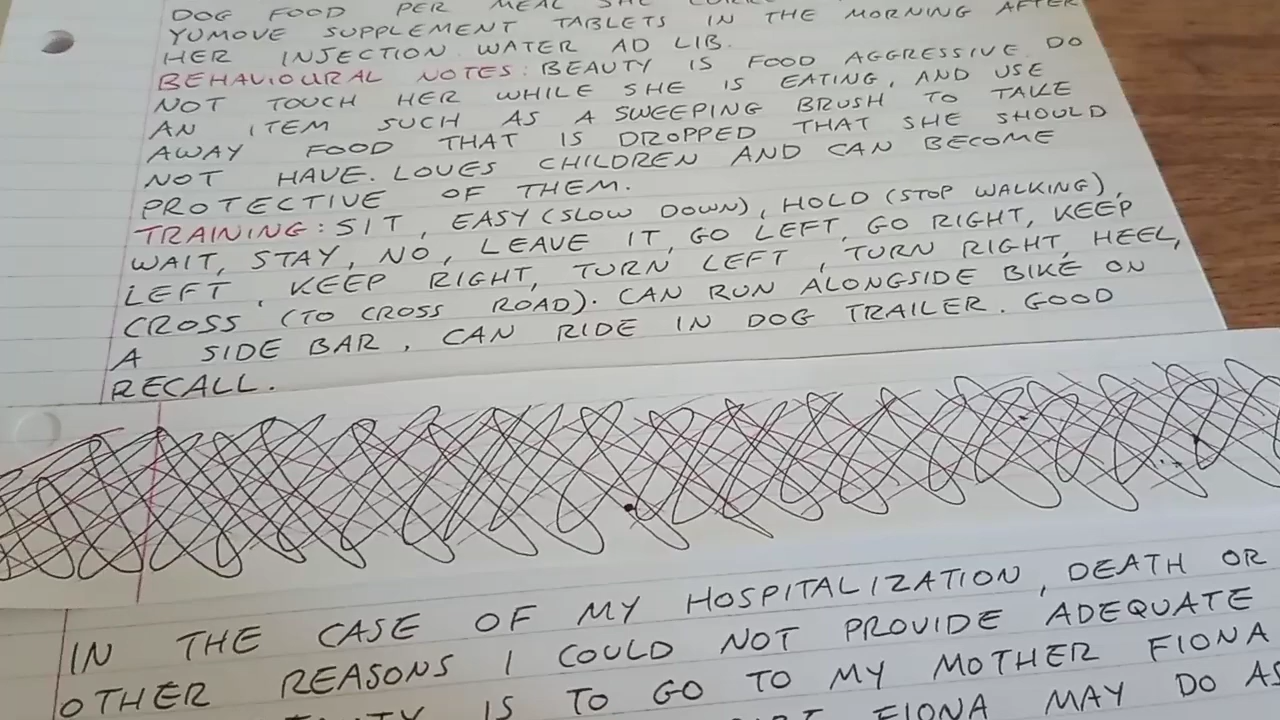 DOG FOOD PER MEAL SHE
YUMOVE SUPPLEMENT TABLETS IN THE MORNING AFTER
HER INJECTION. WATER AD LIB.
BEHAVIOURAL NOTES: BEAUTY IS FOOD AGGRESSIVE. DO
NOT TOUCH HER WHILE SHE IS EATING, AND USE
AN ITEM SUCH AS A SWEEPING BRUSH TO TAKE
AWAY FOOD THAT IS DROPPED THAT SHE SHOULD
NOT HAVE. LOVES CHILDREN AND CAN BECOME
PROTECTIVE OF THEM.
TRAINING: SIT, EASY (SLOW DOWN), HOLD (STOP WALKING),
WAIT, STAY, NO, LEAVE IT, GO LEFT, GO RIGHT, KEEP
LEFT, KEEP RIGHT, TURN LEFT, TURN RIGHT, HEEL,
CROSS (TO CROSS ROAD). CAN RUN ALONGSIDE BIKE ON
A SIDE BAR, CAN RIDE IN DOG TRAILER. GOOD
RECALL.
IN THE CASE OF MY HOSPITALIZATION, DEATH OR
OTHER REASONS I COULD NOT PROVIDE ADEQUATE
IS TO GO TO MY MOTHER FIONA
FIONA MAY DO AS